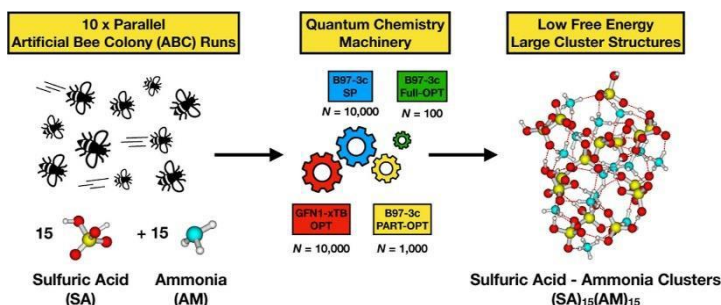 10 x Parallel
Artificial Bee Colony (ABC) Runs
Quantum Chemistry
Machinery
Low Free Energy
Large Cluster Structures
B97-3c
SP
N = 10,000
B97-3c
Full-OPT
N = 100
GFN1-xTB
OPT
N = 10,000
B97-3c
PART-OPT
N = 1,000
15
+ 15
Sulfuric Acid
(SA)
Ammonia
(AM)
Sulfuric Acid - Ammonia Clusters
(SA)₁₅(AM)₁₅